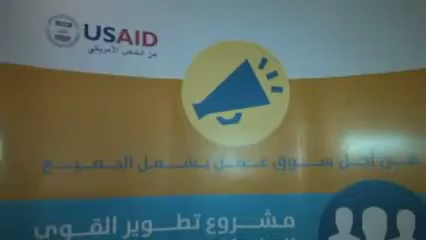 USAID
من الشعب الأمريكي
من أجل سوق عمل يشمل الجميع
مشروع تطوير القوى